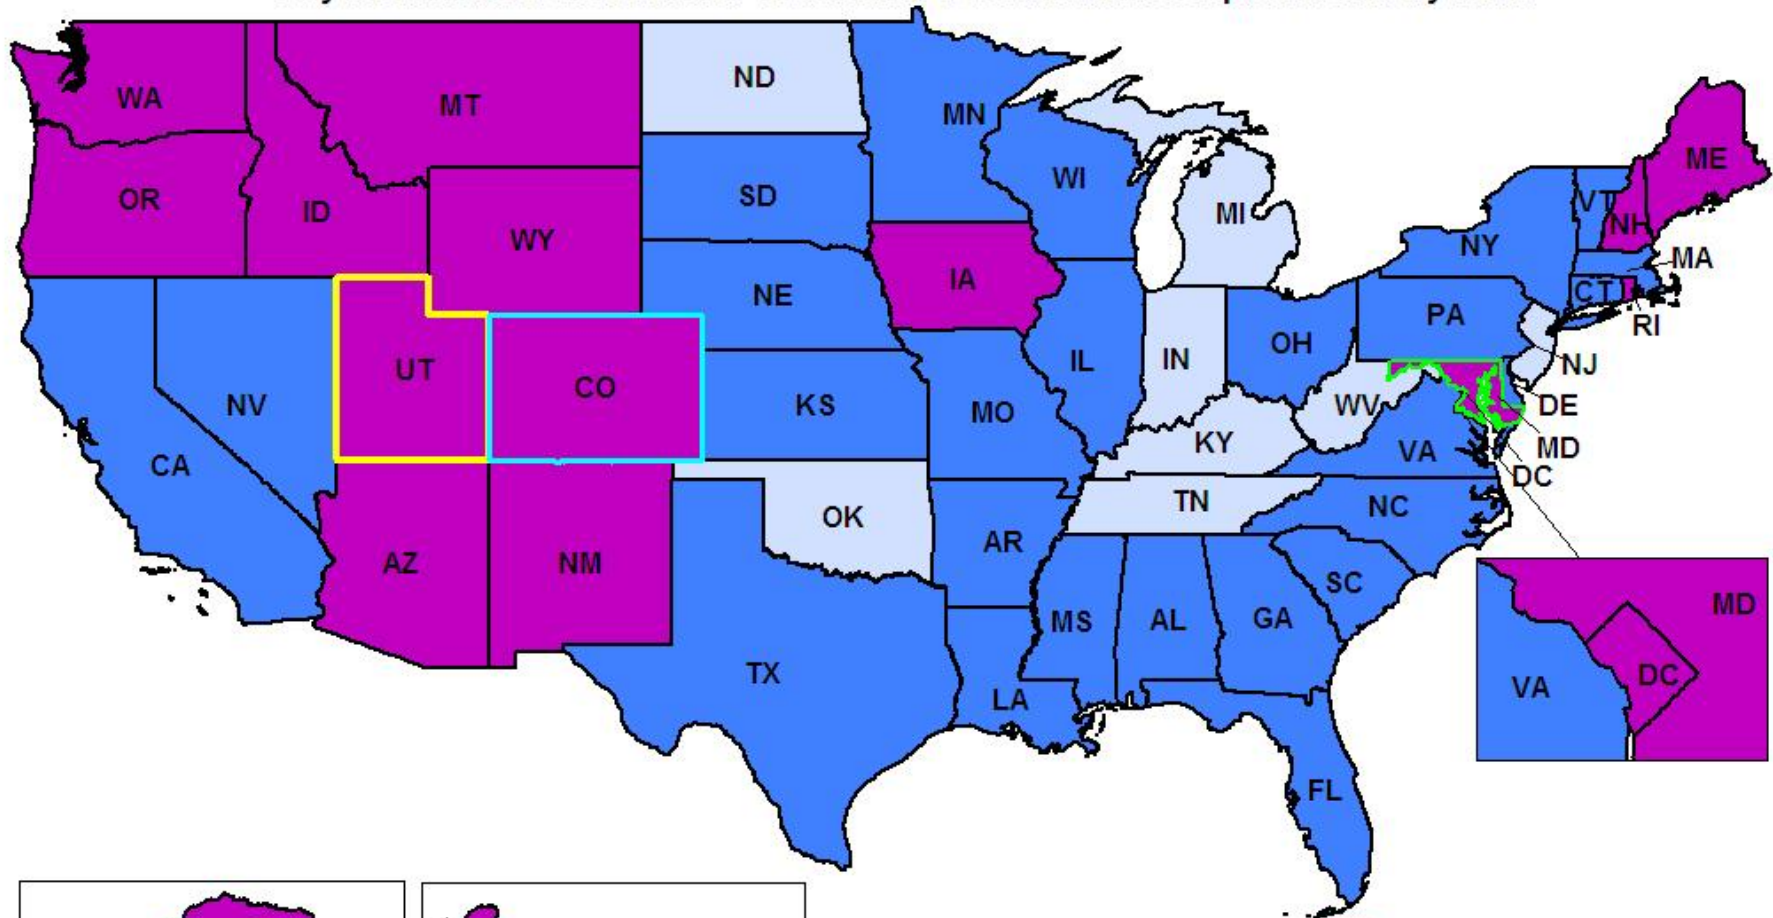 WA
MT
ND
MN
OR
ID
WY
SD
WI
MI
ME
VT
NH
NY
MA
CT
RI
NE
IA
PA
NJ
UT
CO
NV
CA
KS
MO
IL
IN
OH
WV
KY
VA
DE
MD
DC
TN
NC
OK
AR
AZ
NM
TX
LA
MS
AL
GA
SC
FL
MD
VA
DC